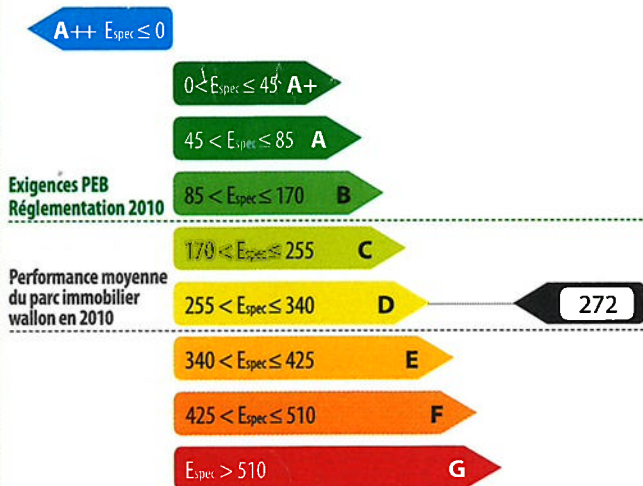 A++ Espec ≤ 0
0 < Espec ≤ 45 A+
45 < Espec ≤ 85 A
Exigences PEB
Réglementation 2010
85 < Espec ≤ 170 B
170 < Espec ≤ 255 C
Performance moyenne
du parc immobilier
wallon en 2010
255 < Espec ≤ 340 D
272
340 < Espec ≤ 425 E
425 < Espec ≤ 510 F
Espec > 510 G